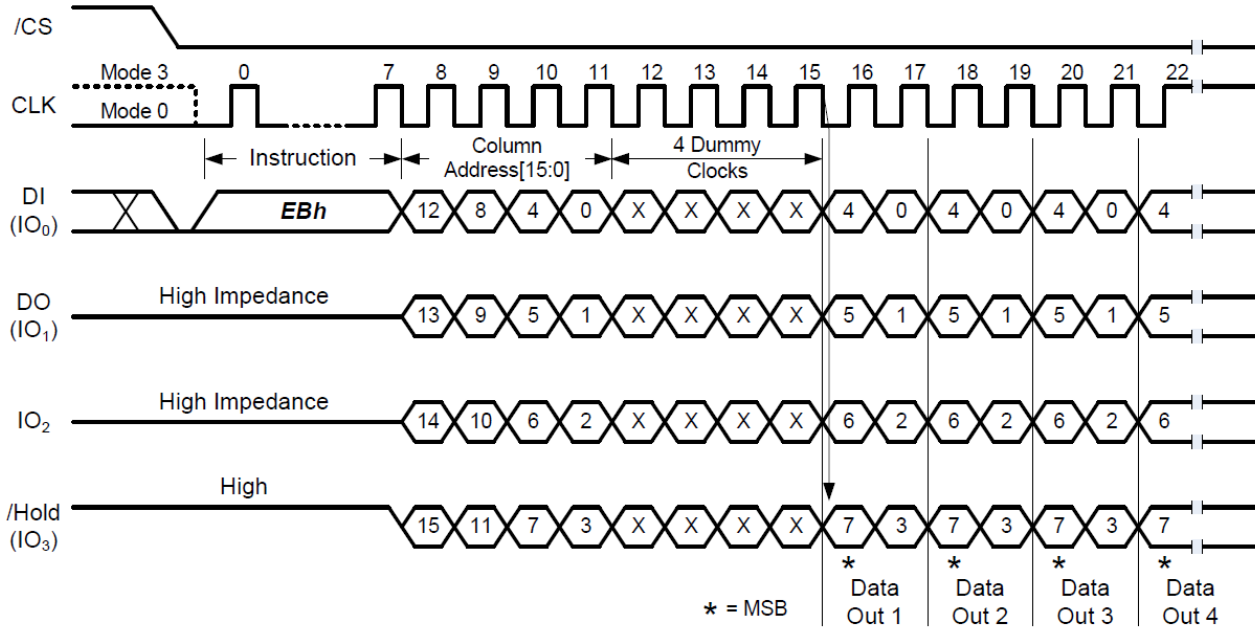 /CS
Mode 3 0 7 8 9 10 11 12 13 14 15 16 17 18 19 20 21 22
CLK
Mode 0
Instruction
Column
Address[15:0]
4 Dummy
Clocks
DI
(IO0)
EBh 12 8 4 0 X X X X 4 0 4 0 4 0 4
DO
(IO1)
High Impedance
13 9 5 1 X X X X 5 1 5 1 5 1 5
IO2
High Impedance
14 10 6 2 X X X X 6 2 6 2 6 2 6
/Hold
(IO3)
High
15 11 7 3 X X X X 7 3 7 3 7 3 7
* * * *
* = MSB
Data
Out 1
Data
Out 2
Data
Out 3
Data
Out 4